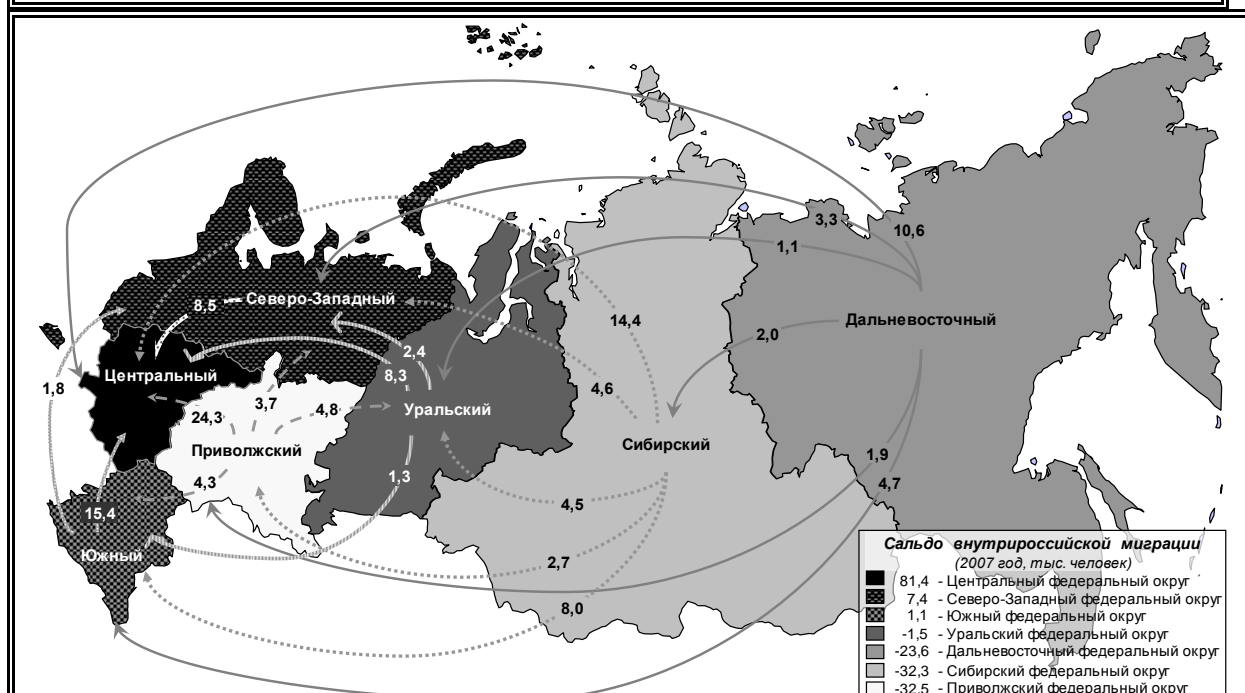 3,3
10,6
1,1
8,5
Северо-Западный
14,4
Дальневосточный
2,0
2,4
Центральный
8,3
1,8
4,6
24,3
3,7
4,8
Уральский
Приволжский
Сибирский
1,9
4,3
1,3
4,7
15,4
4,5
Южный
2,7
8,0
Сальдо внутрироссийской миграции
(2007 год, тыс. человек)
81,4 - Центральный федеральный округ
7,4 - Северо-Западный федеральный округ
1,1 - Южный федеральный округ
-1,5 - Уральский федеральный округ
-23,6 - Дальневосточный федеральный округ
-32,3 - Сибирский федеральный округ
-32,5 - Приволжский федеральный округ